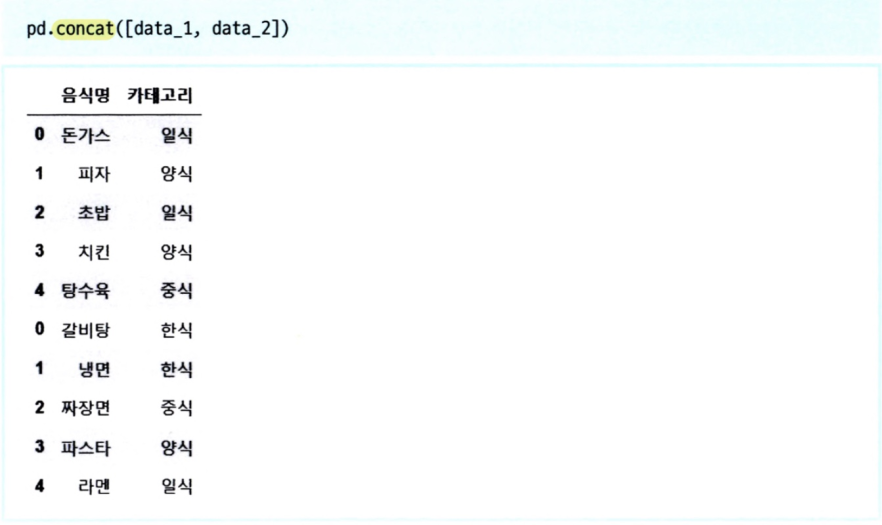 pd.concat([data_1, data_2])
음식명 카테고리
0 돈가스 일식
1 피자 양식
2 초밥 일식
3 치킨 양식
4 탕수육 중식
0 갈비탕 한식
1 냉면 한식
2 짜장면 중식
3 파스타 양식
4 라멘 일식